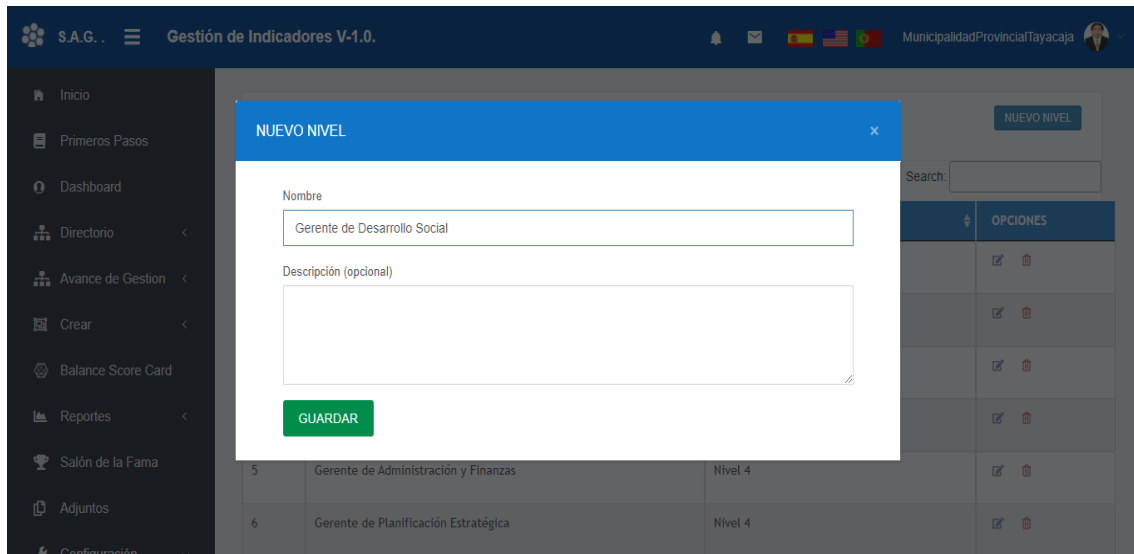 S.A.G. .
Gestión de Indicadores V-1.0.
MunicipalidadProvincialTayacaja
Inicio
Primeros Pasos
Dashboard
Directorio
Avance de Gestion
Crear
Balance Score Card
Reportes
Salón de la Fama
Adjuntos
Configuración
NUEVO NIVEL
Search:
OPCIONES
NUEVO NIVEL
x
Nombre
Gerente de Desarrollo Social
Descripción (opcional)
GUARDAR
5 Gerente de Administración y Finanzas Nivel 4
6 Gerente de Planificación Estratégica Nivel 4